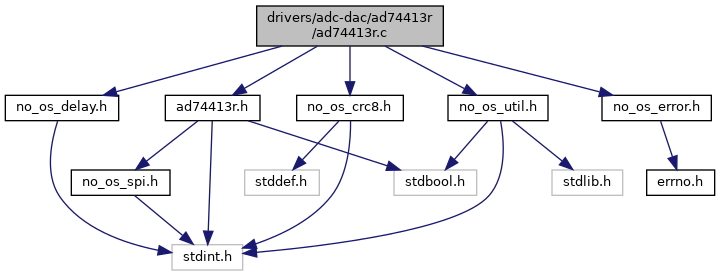 drivers/adc-dac/ad74413r
/ad74413r.c
no_os_delay.h
ad74413r.h
no_os_crc8.h
no_os_util.h
no_os_error.h
no_os_spi.h
stddef.h
stdbool.h
stdlib.h
errno.h
stdint.h